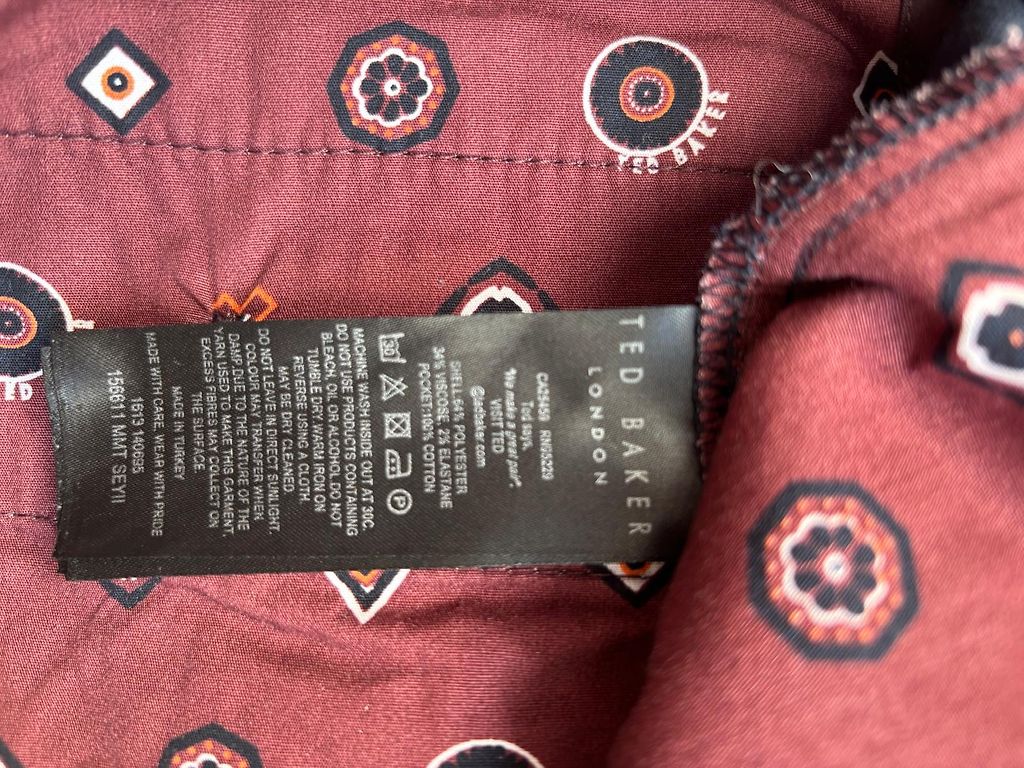 TED BAKER
LONDON
CA25459 RN95229
Ted says,
"We make a great pair".
VISIT TED
@tedbaker.com
SHELL:64% POLYESTER
34% VISCOSE 2% ELASTANE
POCKET:100% COTTON
MACHINE WASH INSIDE OUT AT 30C.
DO NOT USE PRODUCTS CONTAINING
BLEACH, OIL OR ALCOHOL. DO NOT
TUMBLE DRY. WARM IRON ON
REVERSE USING A CLOTH.
MAY BE DRY CLEANED.
DO NOT LEAVE IN DIRECT SUNLIGHT.
COLOUR MAY TRANSFER WHEN
DAMP. DUE TO THE NATURE OF THE
YARN USED TO MAKE THIS GARMENT,
EXCESS FIBRES MAY COLLECT ON
THE SURFACE.
MADE IN TURKEY
MADE WITH CARE, WEAR WITH PRIDE
1613 140685
156611 MMT SEYII
TED BAKER